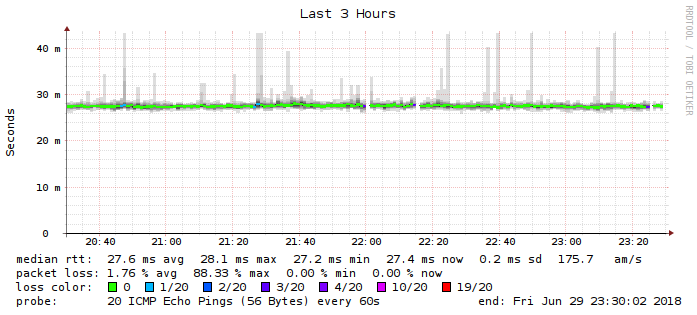 Last 3 Hours
RRDTOOL / TOBI OETIKER
Seconds
40 m
30 m
20 m
10 m
0
20:40 21:00 21:20 21:40 22:00 22:20 22:40 23:00 23:20
median rtt: 27.6 ms avg 28.1 ms max 27.2 ms min 27.4 ms now 0.2 ms sd 175.7 am/s
packet loss: 1.76 % avg 88.33 % max 0.00 % min 0.00 % now
loss color: 0 1/20 2/20 3/20 4/20 10/20 19/20
probe: 20 ICMP Echo Pings (56 Bytes) every 60s end: Fri Jun 29 23:30:02 2018